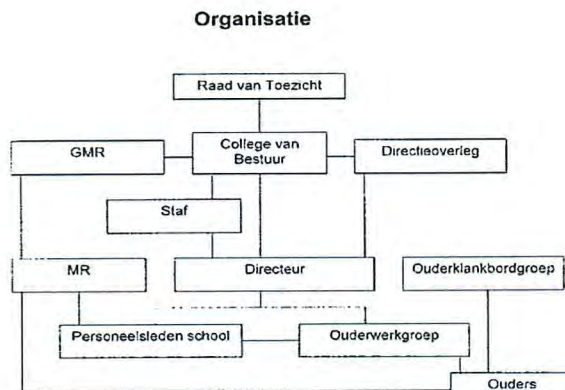 Organisatie
Raad van Toezicht
GMR
College van
Bestuur
Directieoverleg
Staf
MR
Directeur
Ouderklankbordgroep
Personeelsleden school
Ouderwerkgroep
Ouders